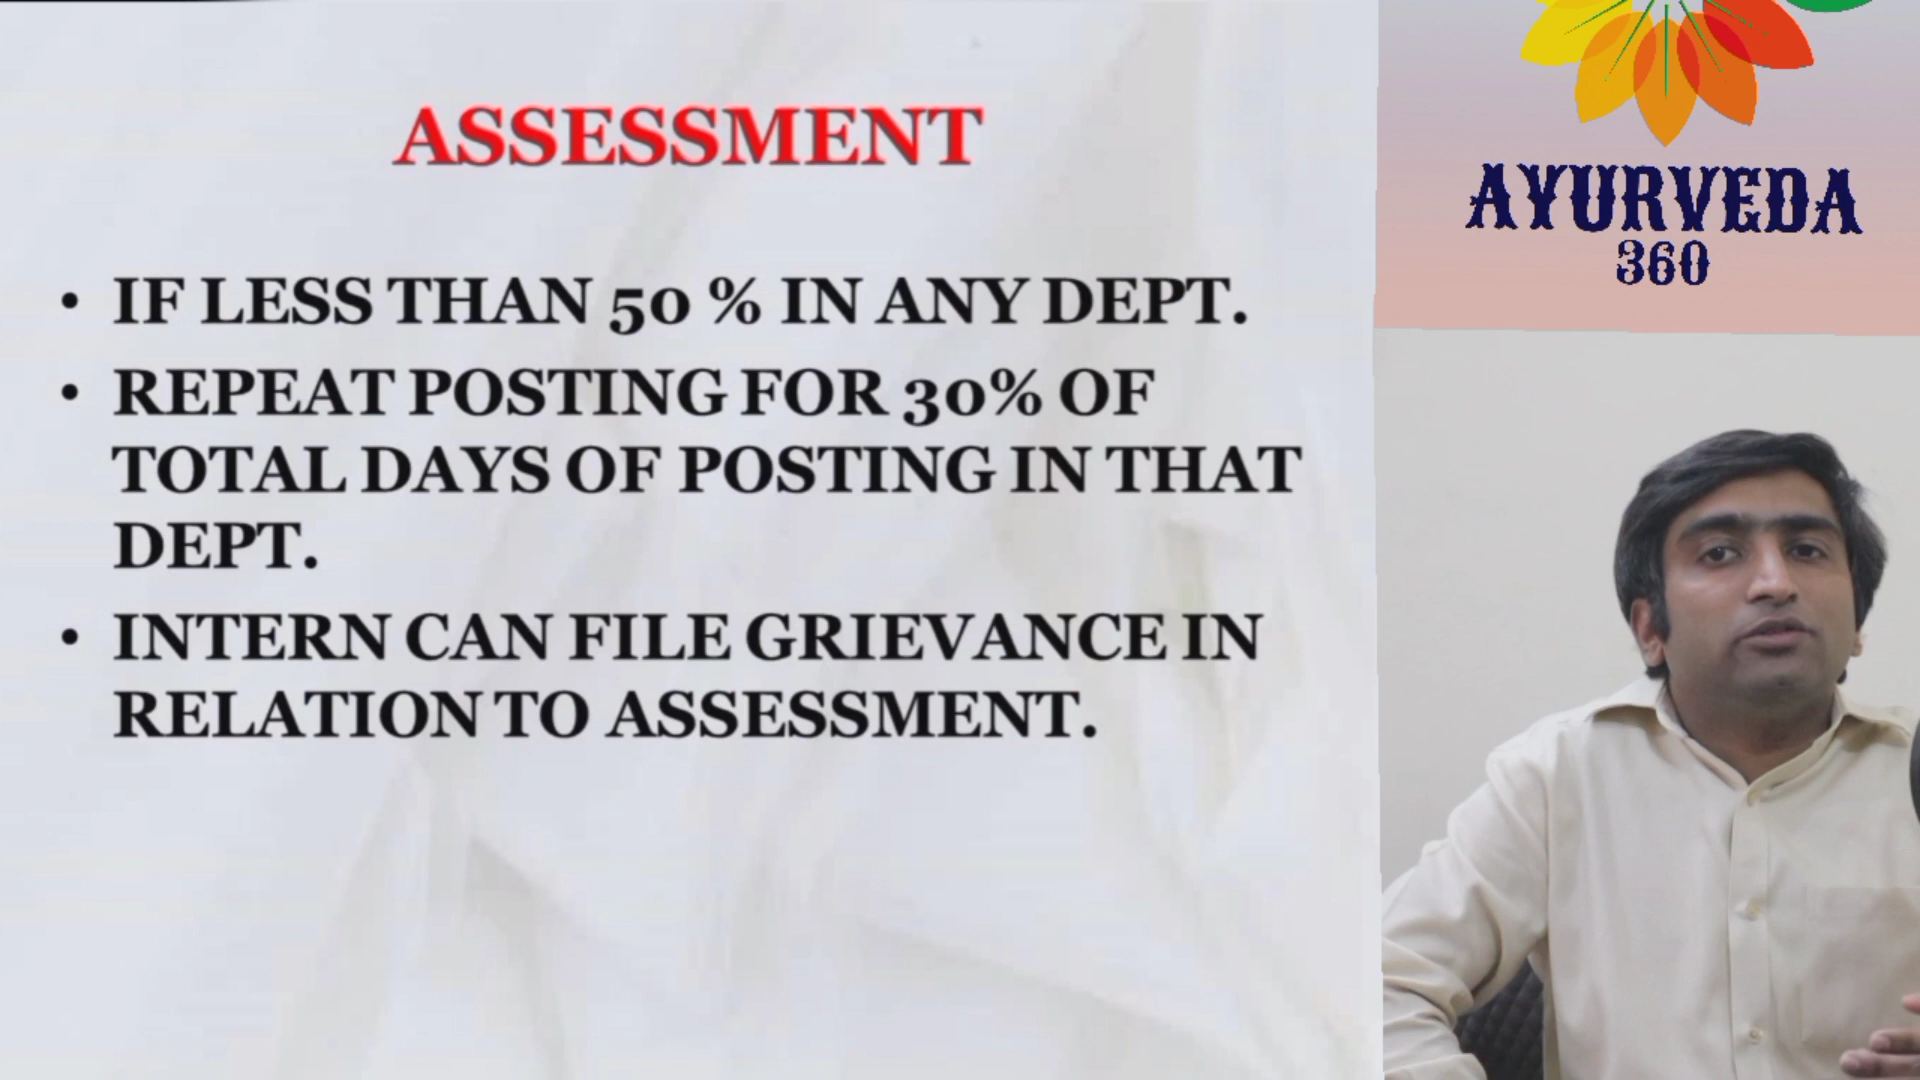 ASSESSMENT
• IF LESS THAN 50 % IN ANY DEPT.
• REPEAT POSTING FOR 30% OF
TOTAL DAYS OF POSTING IN THAT
DEPT.
• INTERN CAN FILE GRIEVANCE IN
RELATION TO ASSESSMENT.
AYURVEDA
360